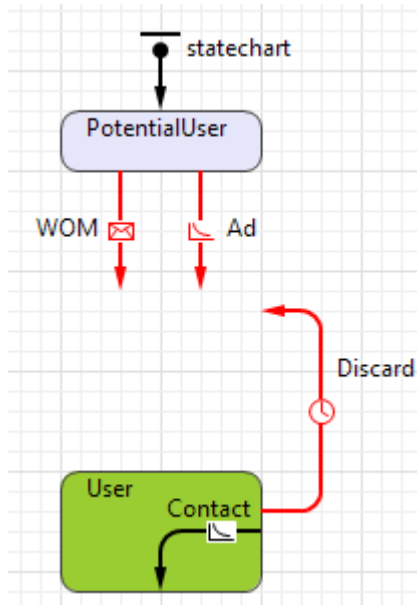 statechart
PotentialUser
WOM
Ad
Discard
User
Contact